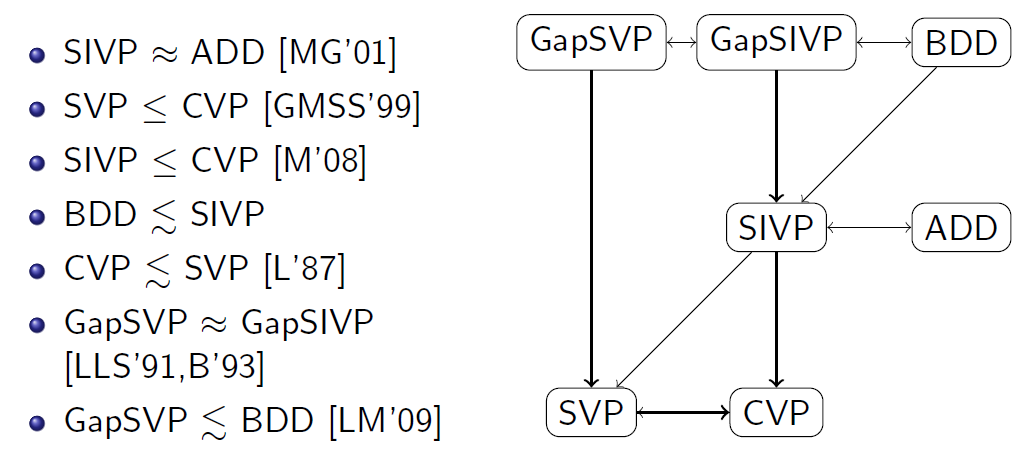 SIVP ≈ ADD [MG'01]
SVP ≤ CVP [GMSS'99]
SIVP ≤ CVP [M'08]
BDD ≲ SIVP
CVP ≲ SVP [L'87]
GapSVP ≈ GapSIVP
[LLS'91,B'93]
GapSVP ≲ BDD [LM'09]
GapSVP GapSIVP BDD
SIVP ADD
SVP CVP